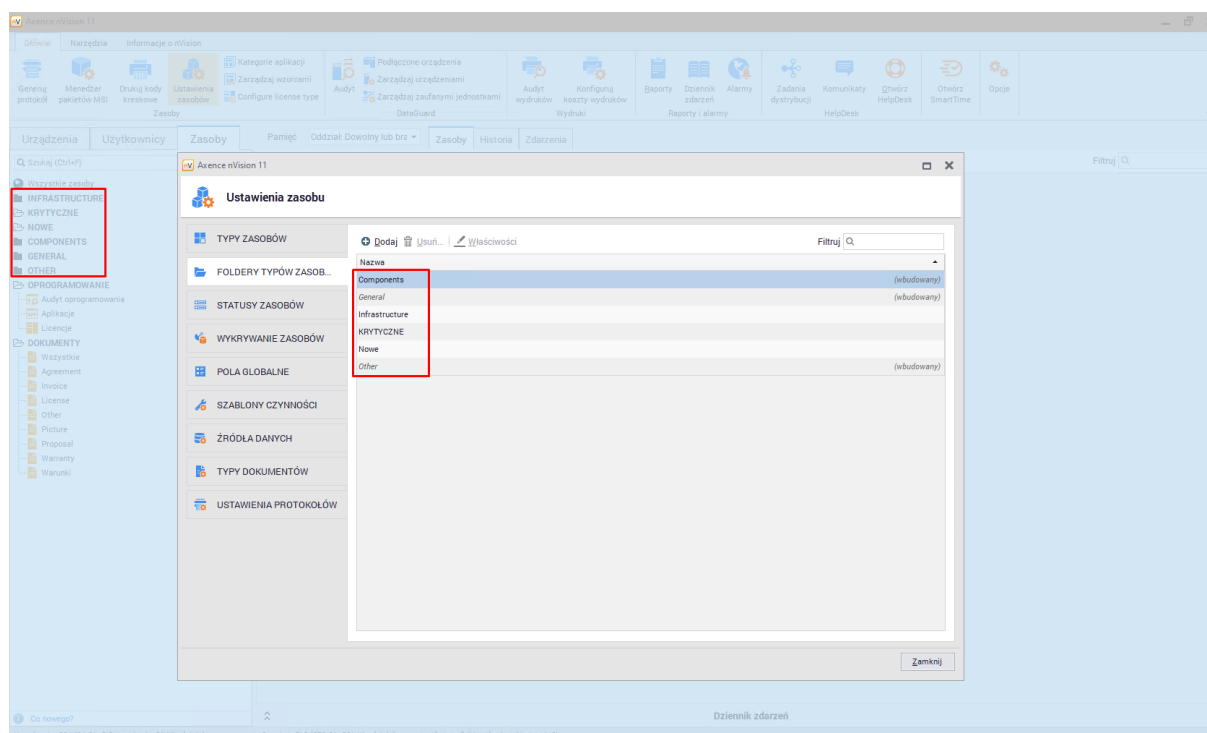 Axence nVision 11
Główne Narzędzia Informacje o nVision
Generuj protokół
Menedżer pakietów MSI
Drukuj kody kreskowe
Ustawienia zasobów
Kategorie aplikacji
Zarządzaj wzorcami
Configure license type
Zasoby
Audyt
Podłączone urządzenia
Zarządzaj urządzeniami
Zarządzaj zaufanymi jednostkami
DataGuard
Audyt wydruków
Konfiguruj koszty wydruków
Wydruki
Raporty
Dziennik zdarzeń
Alarmy
Raporty i alarmy
Zadania dystrybucji
Komunikaty
Otwórz HelpDesk
Otwórz SmartTime
HelpDesk
Opcje
Urządzenia Użytkownicy Zasoby
Pamięć Oddział: Dowolny lub brz
Zasoby Historia Zdarzenia
Szukaj (Ctrl+F)
Filtruj
Wszystkie zasoby
INFRASTRUCTURE
KRYTYCZNE
NOWE
COMPONENTS
GENERAL
OTHER
OPROGRAMOWANIE
Audyt oprogramowania
Aplikacje
Licencje
DOKUMENTY
Wszystkie
Agreement
Invoice
License
Other
Picture
Proposal
Warranty
Warunki
Axence nVision 11
Ustawienia zasobu
TYPY ZASOBÓW
FOLDERY TYPÓW ZASOB...
STATUSY ZASOBÓW
WYKRYWANIE ZASOBÓW
POLA GLOBALNE
SZABLONY CZYNNOŚCI
ŹRÓDŁA DANYCH
TYPY DOKUMENTÓW
USTAWIENIA PROTOKOŁÓW
Dodaj Usuń... Właściwości
Filtruj
Nazwa
Components (wbudowany)
General (wbudowany)
Infrastructure
KRYTYCZNE
Nowe
Other (wbudowany)
Zamknij
Co nowego?
Dziennik zdarzeń